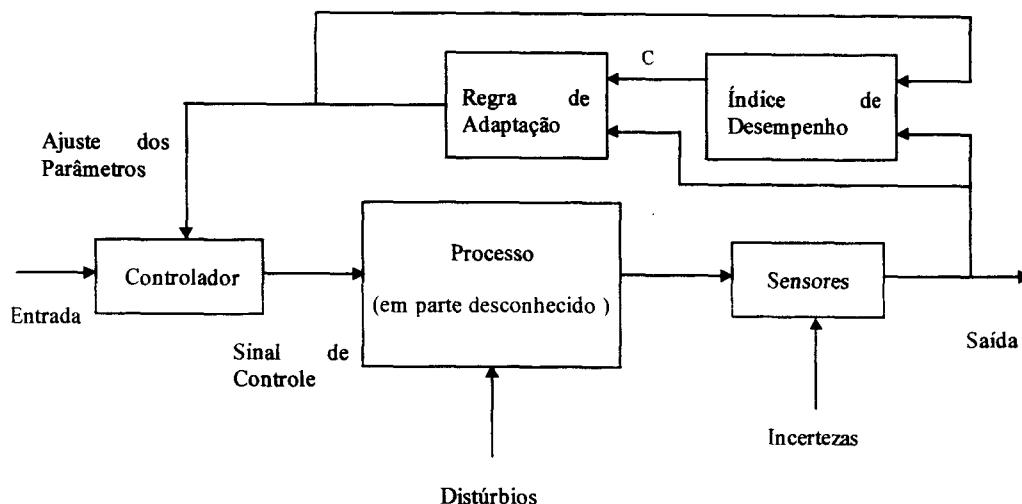 C
Regra de
Adaptação
Índice de
Desempenho
Ajuste dos
Parâmetros
Controlador
Processo
(em parte desconhecido )
Sensores
Entrada
Sinal de
Controle
Saída
Incertezas
Distúrbios